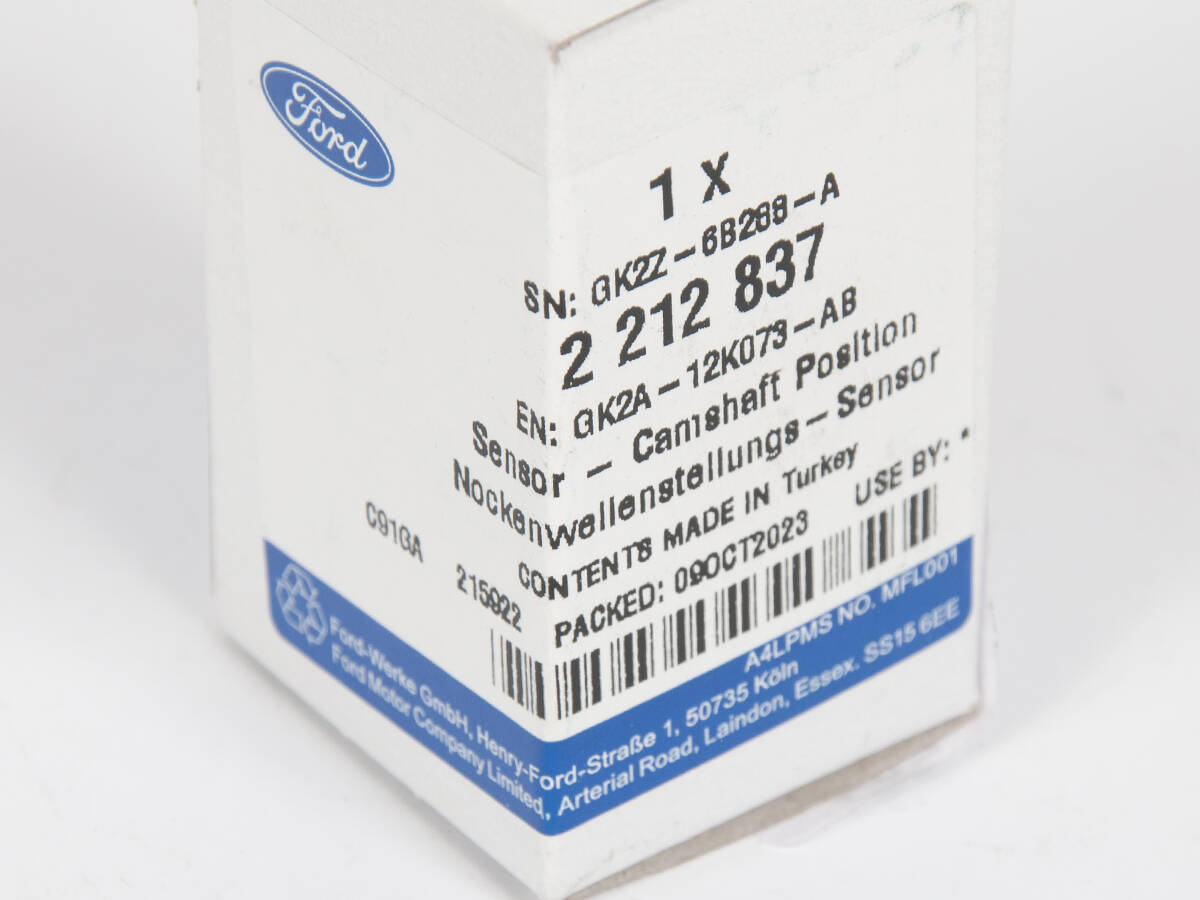 Ford
1 x
SN: GK2Z-6B288-A
2 212 837
EN: GK2A-12K073-AB
Sensor - Camshaft Position
Nockenwellenstellungs-Sensor
CONTENTS MADE IN Turkey
C91GA 215922 PACKED: 09OCT2023 USE BY: *
A4LPMS NO. MFL001
Ford-Werke GmbH, Henry-Ford-Straße 1, 50735 Köln
Ford Motor Company Limited, Arterial Road, Laindon, Essex. SS15 6EE